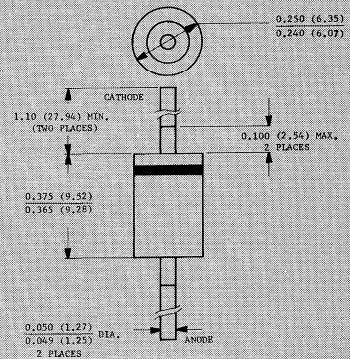 0.250 (6.35)
0.240 (6.07)
CATHODE
1.10 (27.94) MIN.
(TWO PLACES)
0.100 (2.54) MAX.
2 PLACES
0.375 (9.52)
0.365 (9.28)
0.050 (1.27)
0.049 (1.25) DIA.
2 PLACES
ANODE